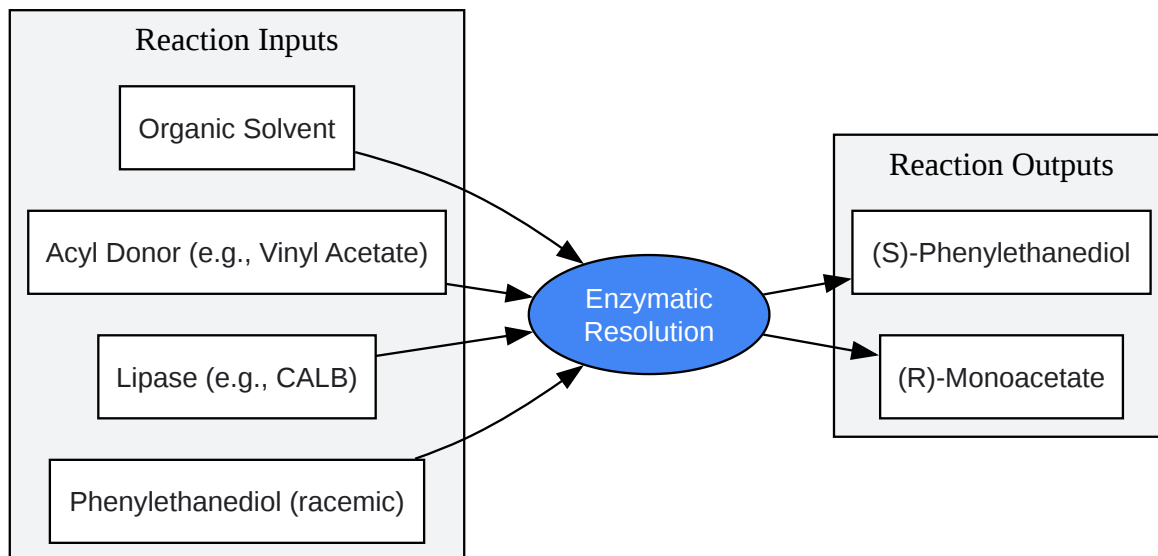 Reaction Inputs
Organic Solvent
Acyl Donor (e.g., Vinyl Acetate)
Lipase (e.g., CALB)
Phenylethanediol (racemic)
Enzymatic
Resolution
Reaction Outputs
(S)-Phenylethanediol
(R)-Monoacetate